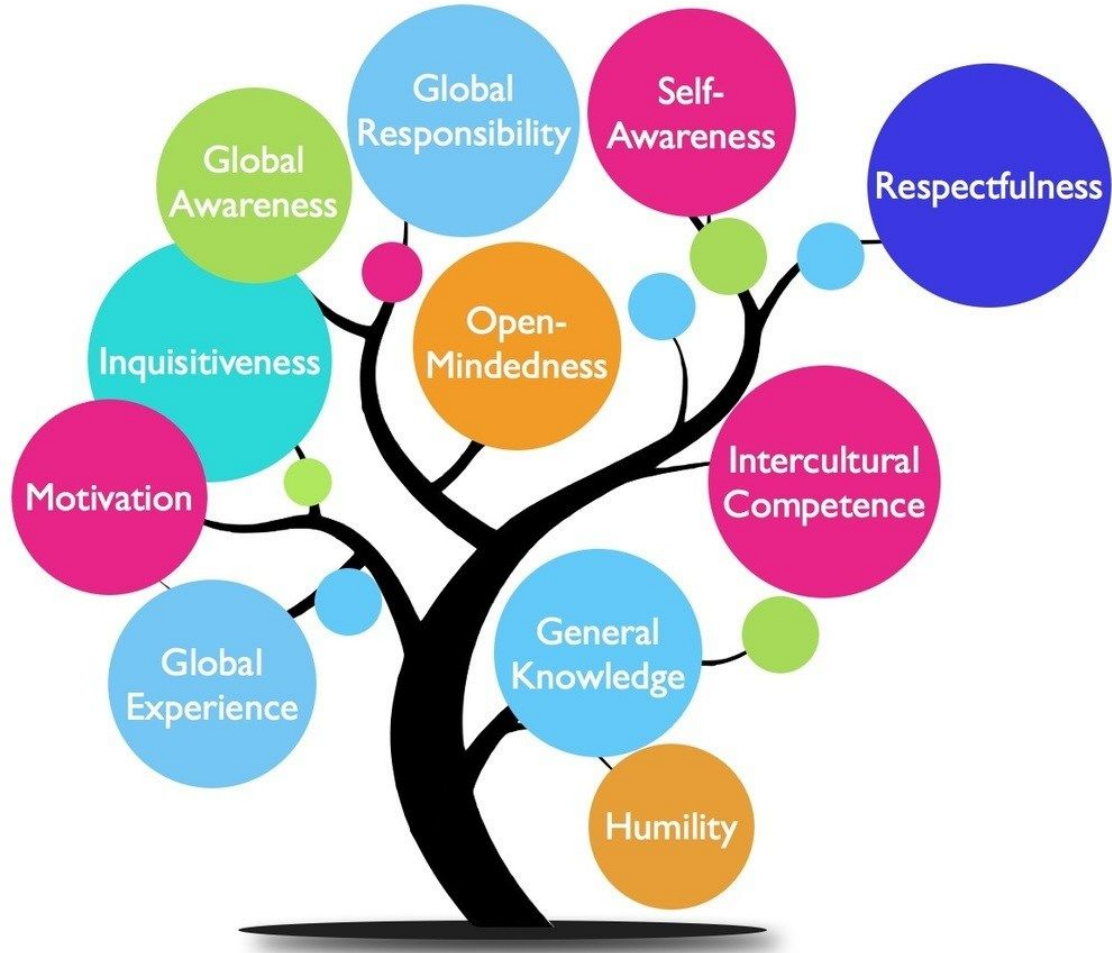 Global
Responsibility
Self-
Awareness
Global
Awareness
Respectfulness
Open-
Mindedness
Inquisitiveness
Motivation
Intercultural
Competence
General
Knowledge
Global
Experience
Humility